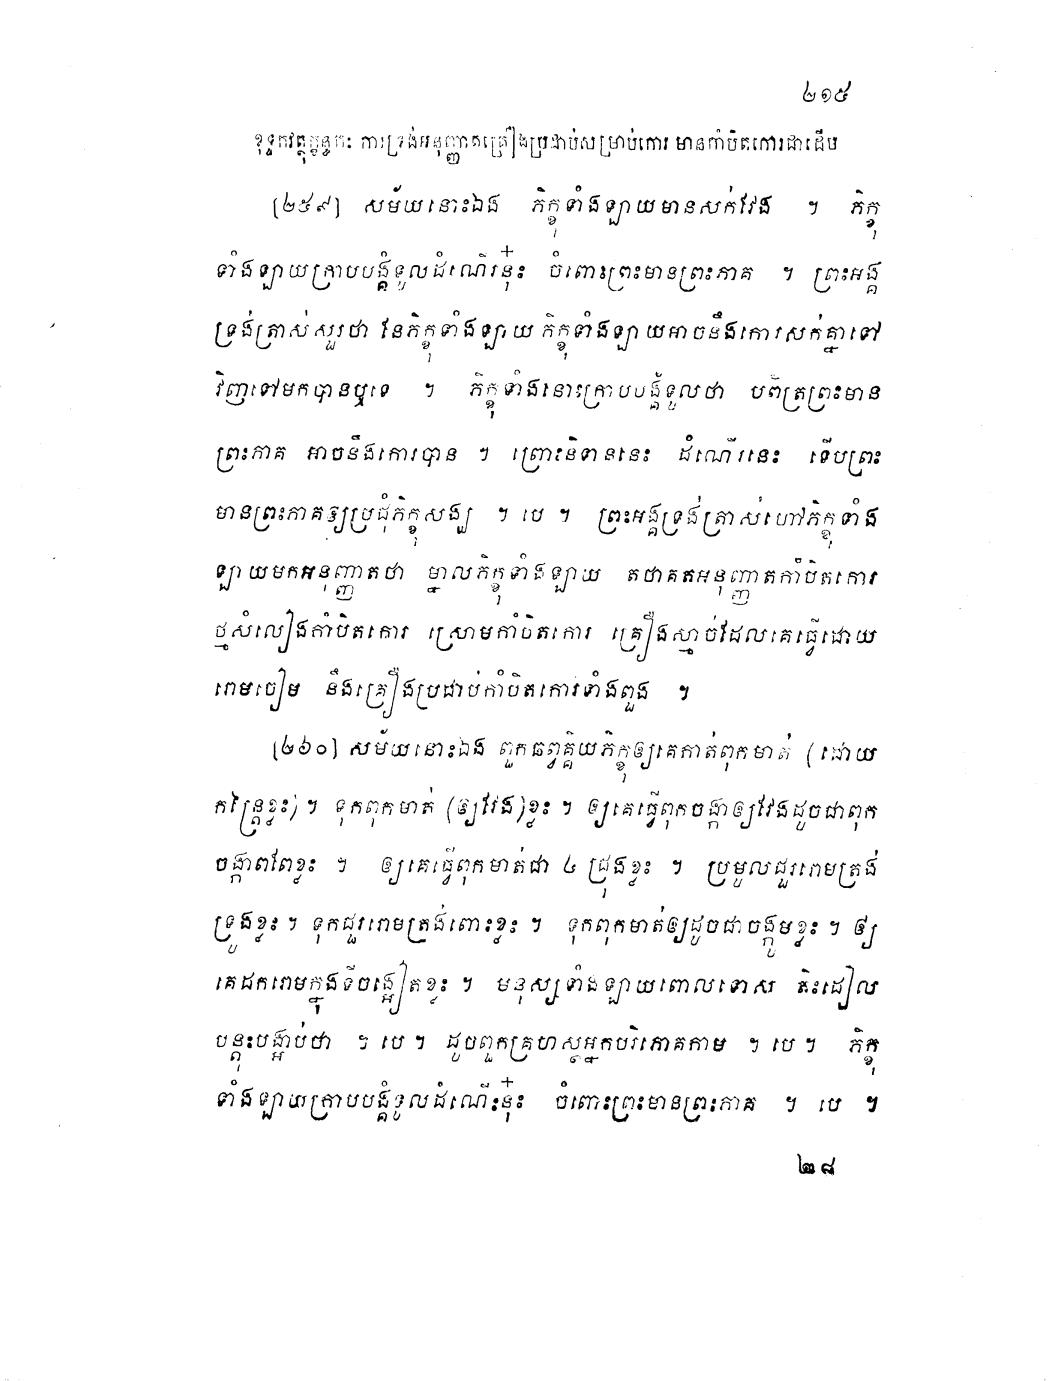 ២១៥
ខុទ្ទកវត្ថុក្ខន្ធកៈ ការទ្រង់អនុញ្ញាតគ្រឿងប្រដាប់សម្រាប់កោរ មានកាំបិតកោរជាដើម
[២៥៩] សម័យនោះឯង ភិក្ខុទាំងឡាយមានសក់វែង ។ ភិក្ខុ
ទាំងឡាយក្រាបបង្គំទូលដំណើរនុ៎ះ ចំពោះព្រះមានព្រះភាគ ។ ព្រះអង្គ
ទ្រង់ត្រាស់សួរថា នែភិក្ខុទាំងឡាយ ភិក្ខុទាំងឡាយអាចនឹងកោរសក់គ្នាទៅ
វិញទៅមកបានឬទេ ។ ភិក្ខុទាំងនោះក្រាបបង្គំទូលថា បពិត្រព្រះមាន
ព្រះភាគ អាចនឹងកោរបាន ។ ព្រោះនិទាននេះ ដំណើរនេះ ទើបព្រះ
មានព្រះភាគឲ្យប្រជុំភិក្ខុសង្ឃ ។ បេ ។ ព្រះអង្គទ្រង់ត្រាស់ហៅភិក្ខុទាំង
ឡាយមកអនុញ្ញាតថា ម្នាលភិក្ខុទាំងឡាយ តថាគតអនុញ្ញាតកាំបិតកោរ
ថ្មសំលៀងកាំបិតកោរ ស្រោមកាំបិតកោរ គ្រឿងស្មាច់ដែលគេធ្វើដោយ
រោមចៀម នឹងគ្រឿងប្រដាប់កាំបិតកោរទាំងពួង ។
[២៦០] សម័យនោះឯង ពួកឆព្វគ្គិយភិក្ខុឲ្យគេកាត់ពុកមាត់ (ដោយ
កន្ត្រៃខ្លះ) ។ ទុកពុកមាត់ (ឲ្យវែង)ខ្លះ ។ ឲ្យគេធ្វើពុកចង្កាឲ្យវែងដូចជាពុក
ចង្កាពពែខ្លះ ។ ឲ្យគេធ្វើពុកមាត់ជា ៤ ជ្រុងខ្លះ ។ ប្រមូលជួររោមត្រង់
ទ្រូងខ្លះ ។ ទុកជួររោមត្រង់ពោះខ្លះ ។ ទុកពុកមាត់ឲ្យដូចជាចង្កូមខ្លះ ។ ឲ្យ
គេដករោមក្នុងទីចង្អៀតខ្លះ ។ មនុស្សទាំងឡាយពោលទោស តិះដៀល
បន្តុះបង្អាប់ថា ។ បេ ។ ដូចពួកគ្រហស្ថអ្នកបរិភោគកាម ។ បេ ។ ភិក្ខុ
ទាំងឡាយក្រាបបង្គំទូលដំណើរនុ៎ះ ចំពោះព្រះមានព្រះភាគ ។ បេ ។
២៨